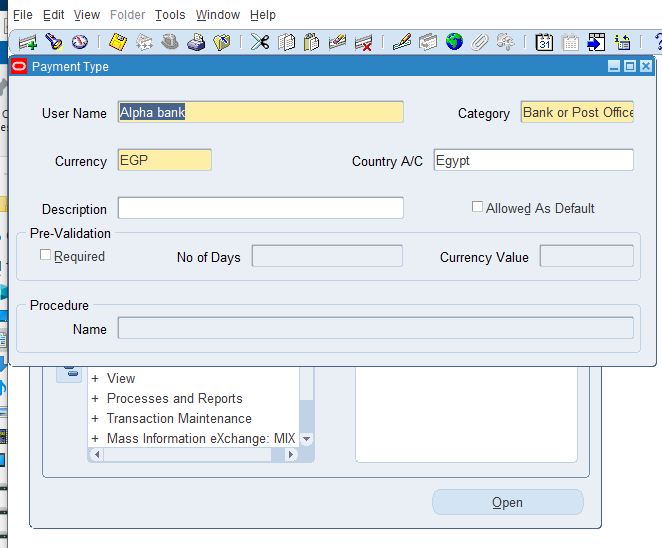 File Edit View Folder Tools Window Help
31
Payment Type
User Name Alpha bank Category Bank or Post Office
Currency EGP Country A/C Egypt
Description Allowed As Default
Pre-Validation
Required No of Days Currency Value
Procedure
Name
+ View
+ Processes and Reports
+ Transaction Maintenance
+ Mass Information eXchange: MIX
Open